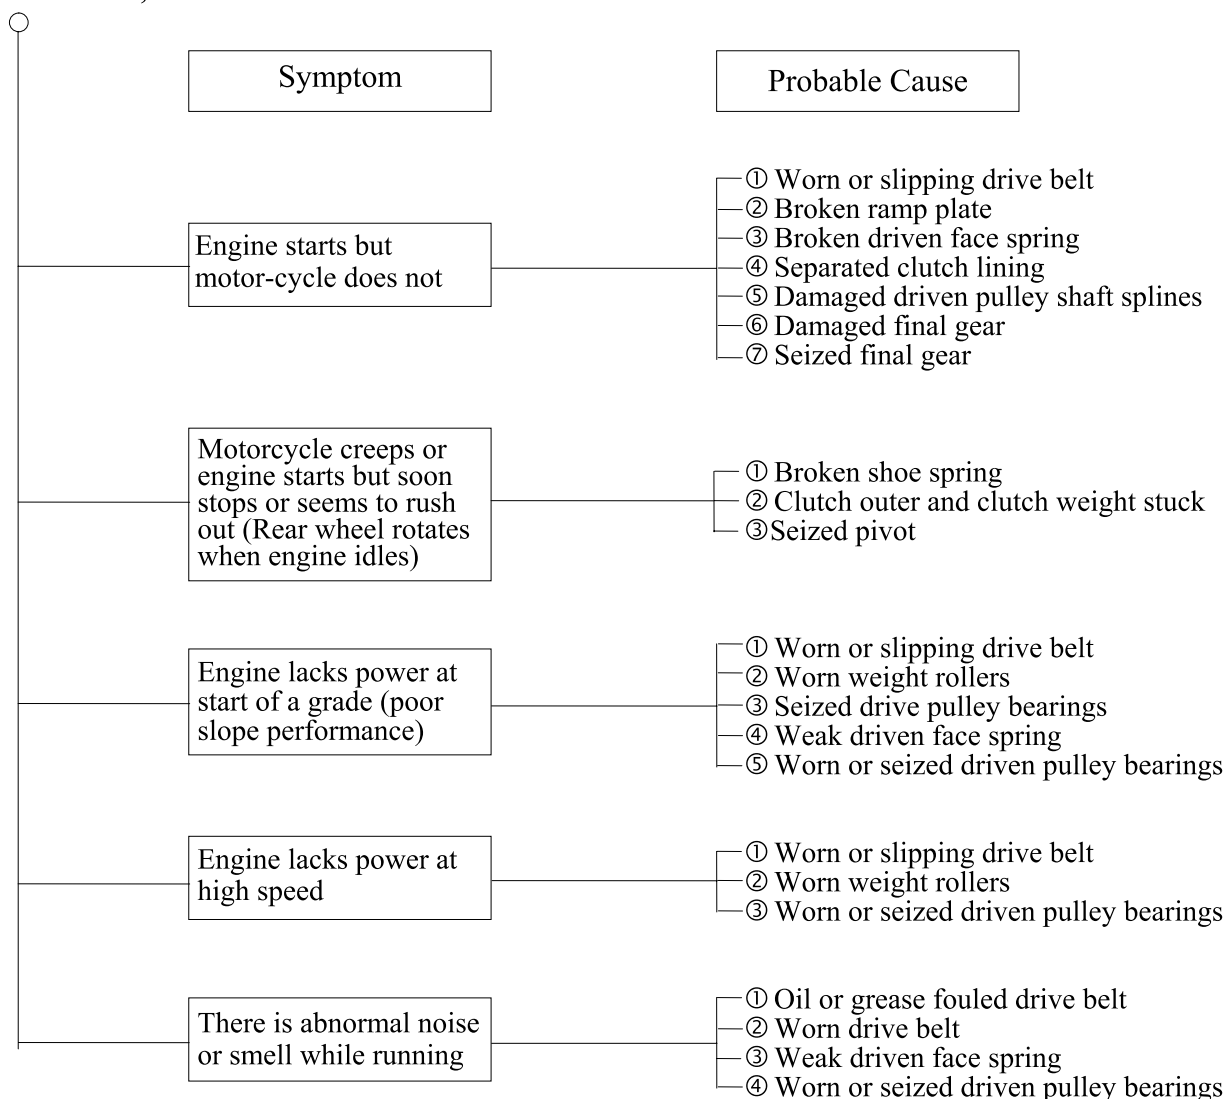 Symptom
Probable Cause
Engine starts but
motor-cycle does not
① Worn or slipping drive belt
② Broken ramp plate
③ Broken driven face spring
④ Separated clutch lining
⑤ Damaged driven pulley shaft splines
⑥ Damaged final gear
⑦ Seized final gear
Motorcycle creeps or
engine starts but soon
stops or seems to rush
out (Rear wheel rotates
when engine idles)
① Broken shoe spring
② Clutch outer and clutch weight stuck
③Seized pivot
Engine lacks power at
start of a grade (poor
slope performance)
① Worn or slipping drive belt
② Worn weight rollers
③ Seized drive pulley bearings
④ Weak driven face spring
⑤ Worn or seized driven pulley bearings
Engine lacks power at
high speed
① Worn or slipping drive belt
② Worn weight rollers
③ Worn or seized driven pulley bearings
There is abnormal noise
or smell while running
① Oil or grease fouled drive belt
② Worn drive belt
③ Weak driven face spring
④ Worn or seized driven pulley bearings